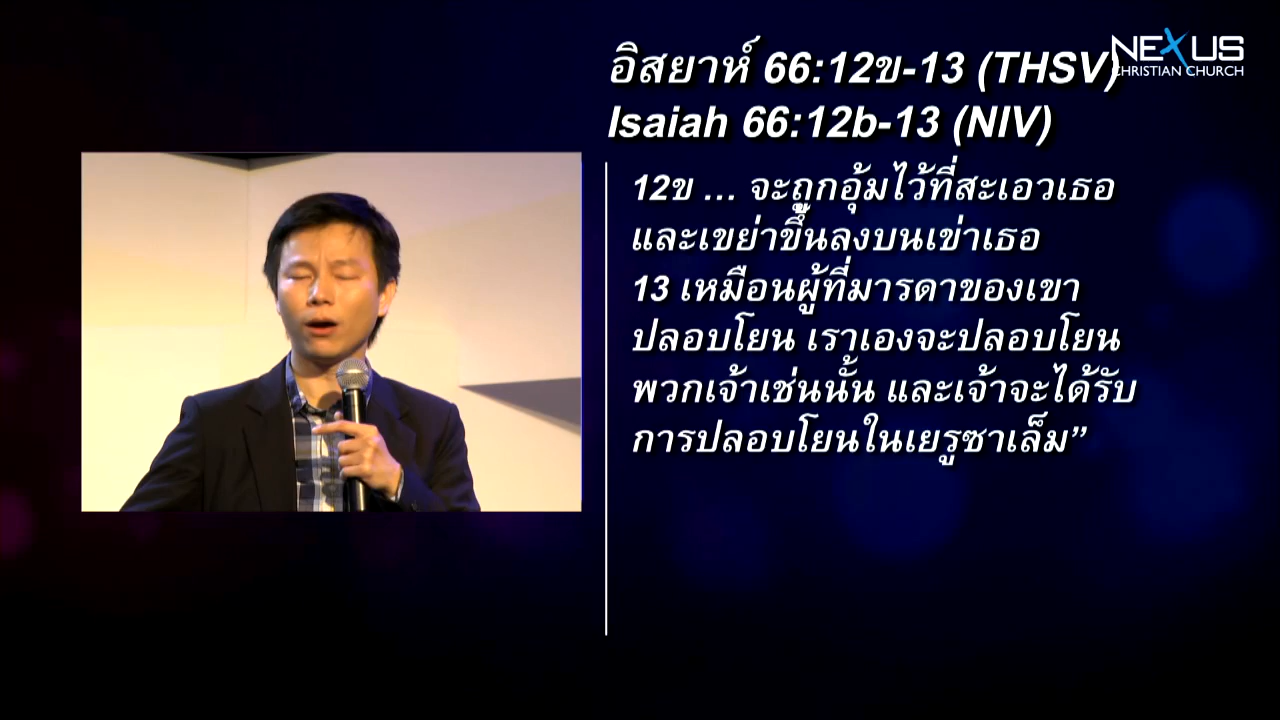 อิสยาห์ 66:12ข-13 (THSV)
NEXUS
CHRISTIAN CHURCH
Isaiah 66:12b-13 (NIV)
12ข ... จะถูกอุ้มไว้ที่สะเอวเธอ
และเขย่าขึ้นลงบนเข่าเธอ
13 เหมือนผู้ที่มารดาของเขา
ปลอบโยน เราเองจะปลอบโยน
พวกเจ้าเช่นนั้น และเจ้าจะได้รับ
การปลอบโยนในเยรูซาเล็ม”